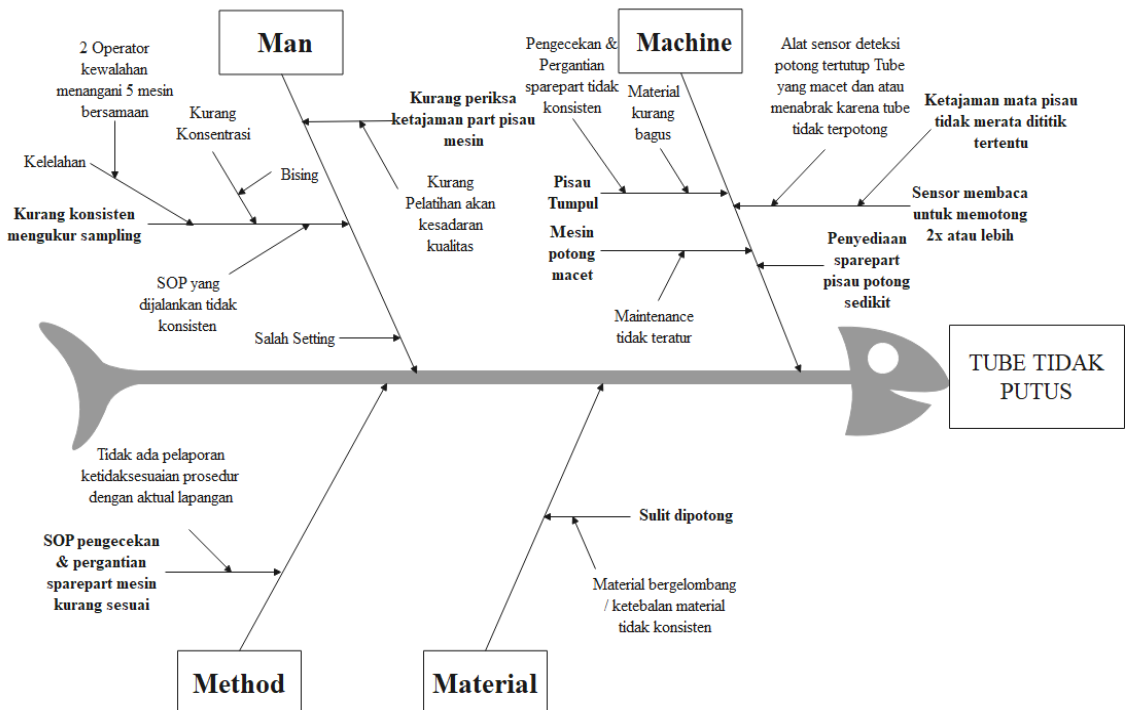 Man
2 Operator
kewalahan
menangani 5 mesin
bersamaan
Kurang
Konsentrasi
Kelelahan
Bising
Kurang konsisten
mengukur sampling
SOP yang
dijalankan tidak
konsisten
Salah Setting
Kurang periksa
ketajaman part pisau
mesin
Kurang
Pelatihan akan
kesadaran
kualitas
Machine
Pengecekan &
Pergantian
sparepart tidak
konsisten
Material
kurang
bagus
Pisau
Tumpul
Mesin
potong
macet
Maintenance
tidak teratur
Alat sensor deteksi
potong tertutup Tube
yang macet dan atau
menabrak karena tube
tidak terpotong
Ketajaman mata pisau
tidak merata dititik
tertentu
Sensor membaca
untuk memotong
2x atau lebih
Penyediaan
sparepart
pisau potong
sedikit
TUBE TIDAK
PUTUS
Tidak ada pelaporan
ketidaksesuaian prosedur
dengan aktual lapangan
SOP pengecekan
& pergantian
sparepart mesin
kurang sesuai
Method
Sulit dipotong
Material bergelombang
/ ketebalan material
tidak konsisten
Material